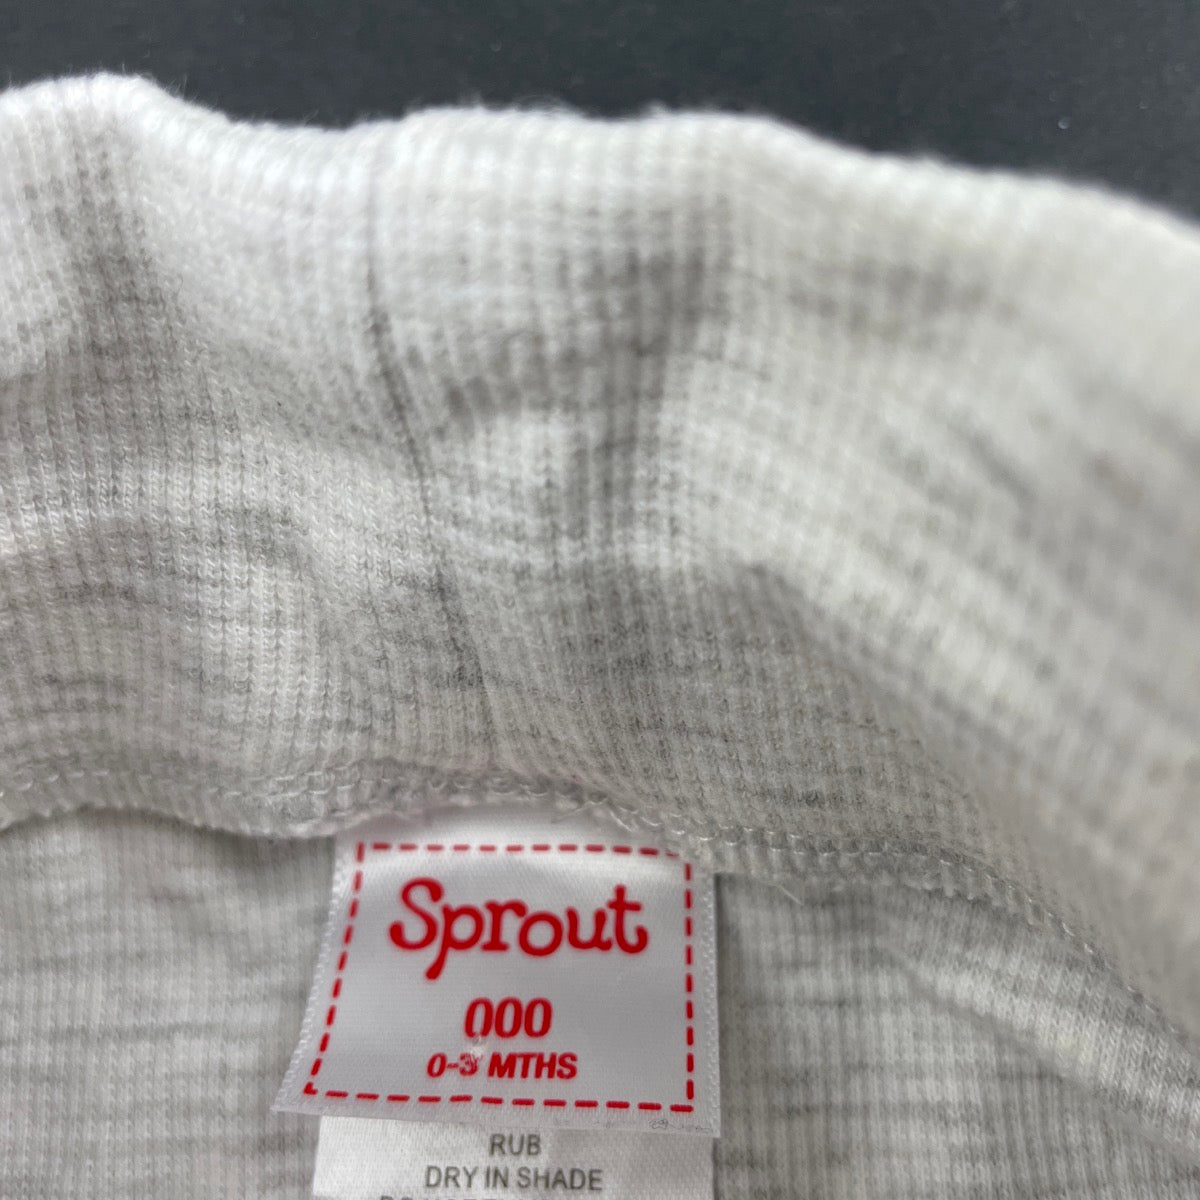 Sprout
000
0-3 MTHS
RUB
DRY IN SHADE